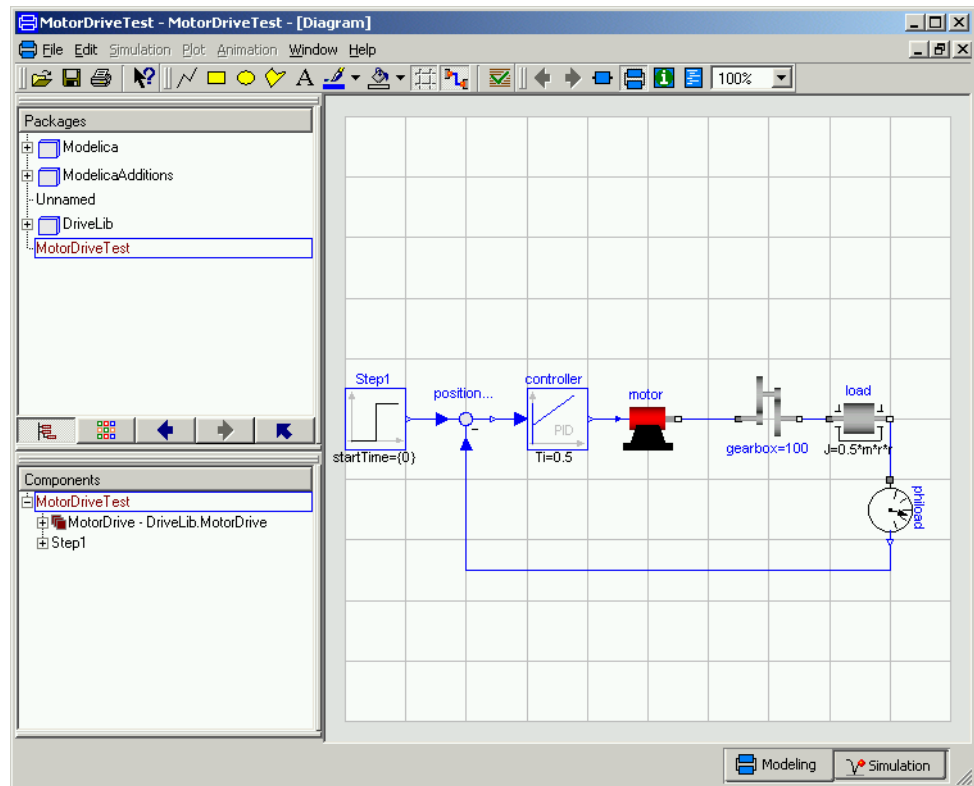 MotorDriveTest - MotorDriveTest - [Diagram]
File Edit Simulation Plot Animation Window Help
A 100%
Packages
Modelica
ModelicaAdditions
Unnamed
DriveLib
MotorDriveTest
Components
MotorDriveTest
MotorDrive - DriveLib.MotorDrive
Step1
Step1
startTime={0}
position...
-
controller
PID
Ti=0.5
motor
gearbox=100
load
J=0.5*m*r*r
phiload
Modeling
Simulation